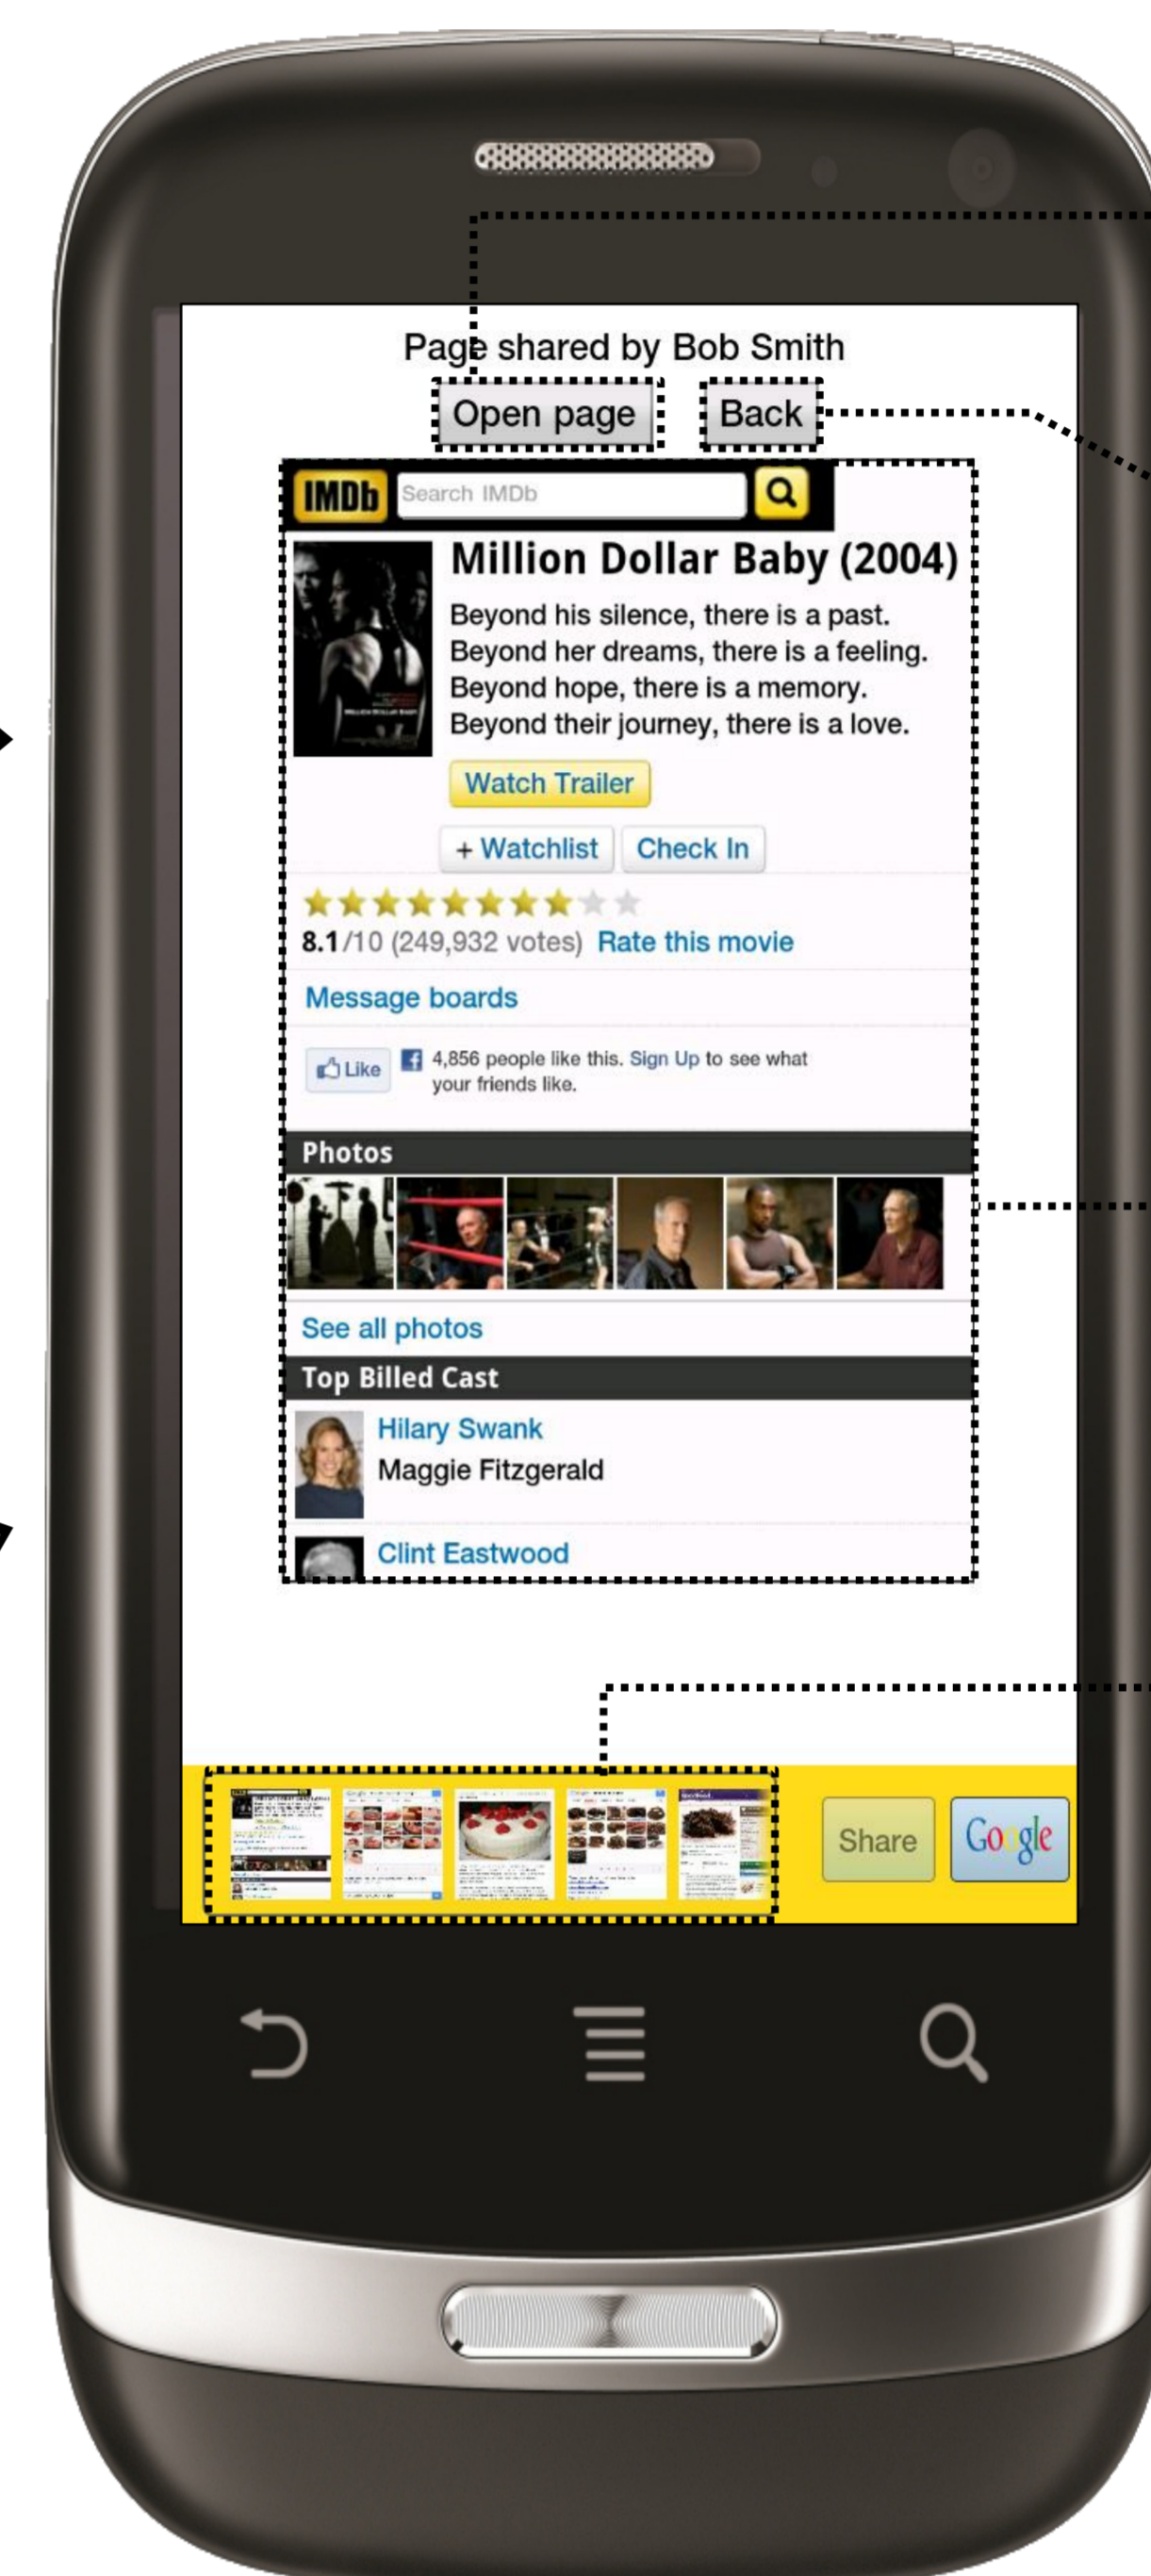 Page shared by Bob Smith
Open page Back
IMDb Search IMDb
Million Dollar Baby (2004)
Beyond his silence, there is a past.
Beyond her dreams, there is a feeling.
Beyond hope, there is a memory.
Beyond their journey, there is a love.
Watch Trailer
+ Watchlist Check In
8.1/10 (249,932 votes) Rate this movie
Message boards
Like 4,856 people like this. Sign Up to see what
your friends like.
Photos
See all photos
Top Billed Cast
Hilary Swank
Maggie Fitzgerald
Clint Eastwood
Share Google